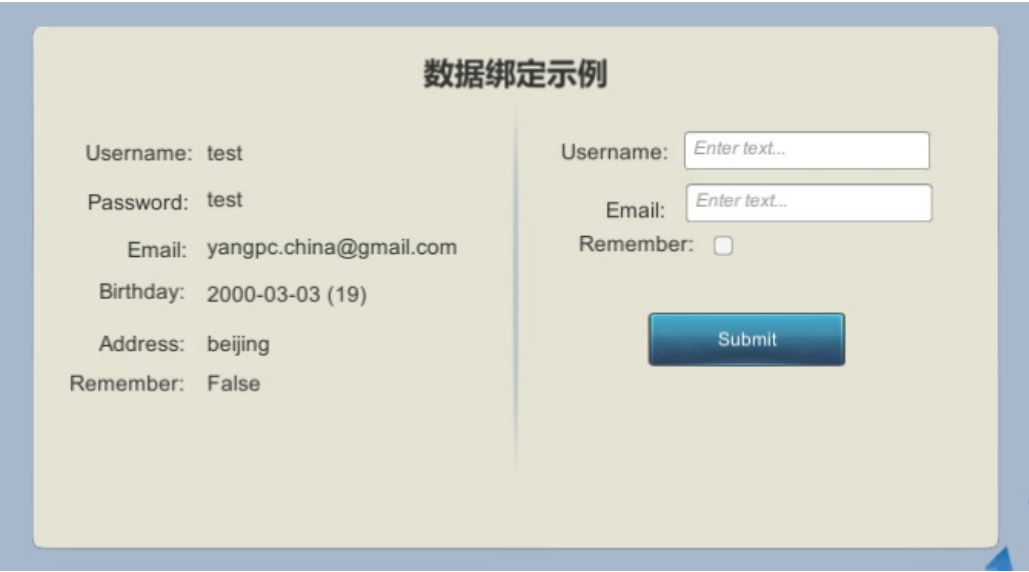 数据绑定示例
Username: test
Password: test
Email: yangpc.china@gmail.com
Birthday: 2000-03-03 (19)
Address: beijing
Remember: False
Username: Enter text...
Email: Enter text...
Remember:
Submit